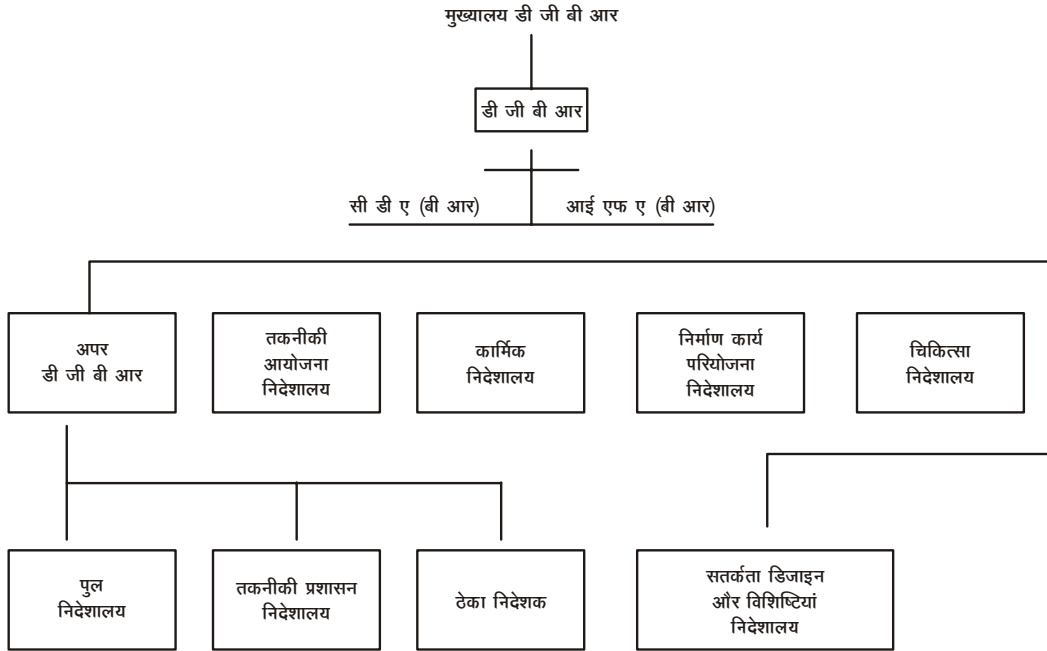 मुख्यालय डी जी बी आर
डी जी बी आर
सी डी ए (बी आर)
आई एफ ए (बी आर)
अपर
डी जी बी आर
तकनीकी
आयोजना
निदेशालय
कार्मिक
निदेशालय
निर्माण कार्य
परियोजना
निदेशालय
चिकित्सा
निदेशालय
पुल
निदेशालय
तकनीकी प्रशासन
निदेशालय
ठेका निदेशक
सतर्कता डिजाइन
और विशिष्टियां
निदेशालय